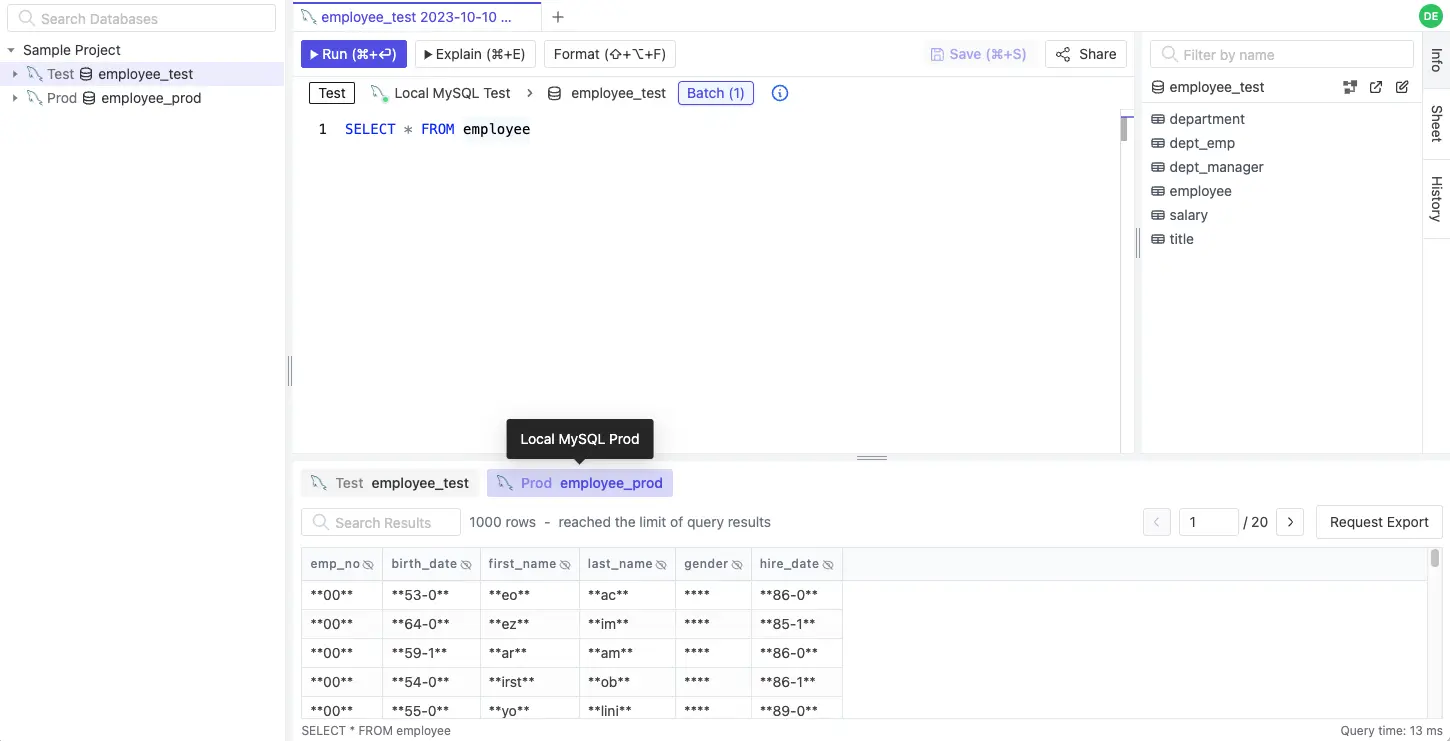 Search Databases
Sample Project
Test employee_test
Prod employee_prod
employee_test 2023-10-10 ...
DE
Run (⌘+⏎) Explain (⌘+E) Format (⇧+⌥+F) Save (⌘+S) Share
Test Local MySQL Test > employee_test Batch (1)
1 SELECT * FROM employee
Filter by name
employee_test
department
dept_emp
dept_manager
employee
salary
title
Info
Sheet
History
Local MySQL Prod
Test employee_test Prod employee_prod
Search Results 1000 rows - reached the limit of query results 1 / 20 Request Export
emp_no birth_date first_name last_name gender hire_date
**00** **53-0** **eo** **ac** **** **86-0**
**00** **64-0** **ez** **im** **** **85-1**
**00** **59-1** **ar** **am** **** **86-0**
**00** **54-0** **irst** **ob** **** **86-1**
**00** **55-0** **yo** **lini** **** **89-0**
SELECT * FROM employee Query time: 13 ms